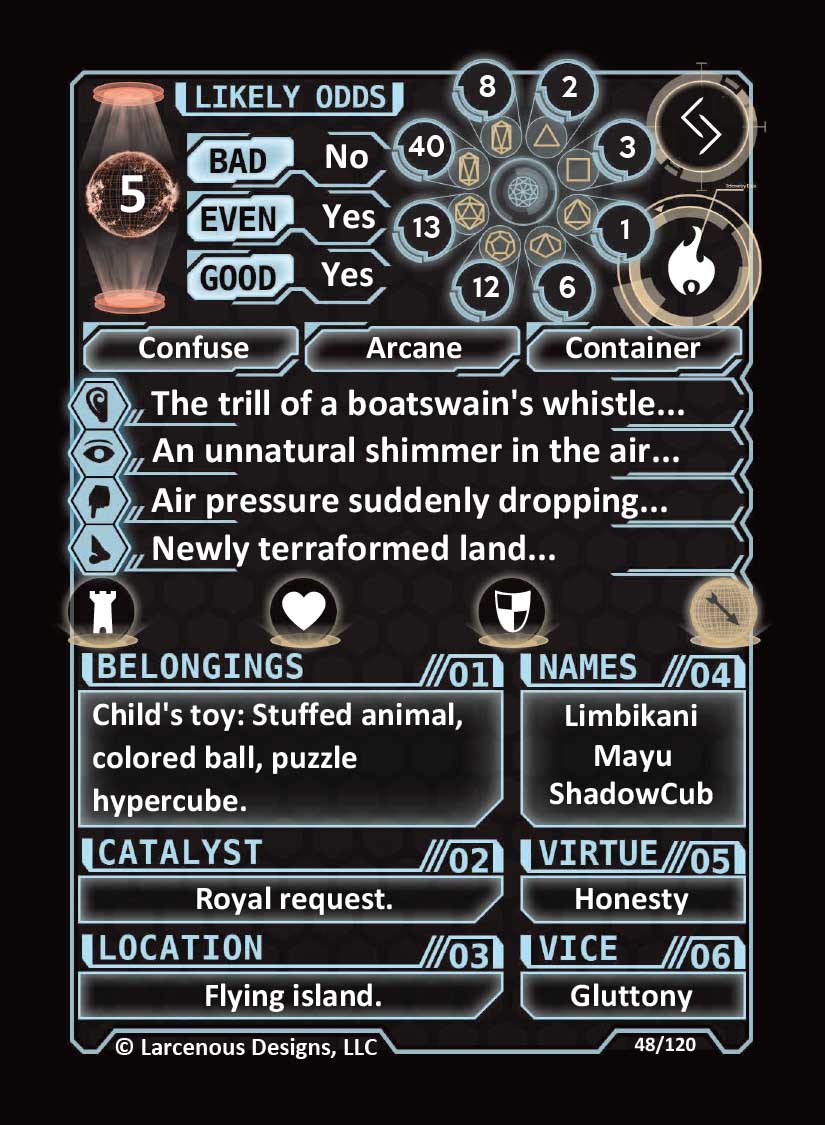 LIKELY ODDS
5
BAD No
EVEN Yes
GOOD Yes
8
2
40
3
13
1
12
6
Confuse Arcane Container
The trill of a boatswain's whistle...
An unnatural shimmer in the air...
Air pressure suddenly dropping...
Newly terraformed land...
BELONGINGS ///01
Child's toy: Stuffed animal,
colored ball, puzzle
hypercube.
NAMES ///04
Limbikani
Mayu
ShadowCub
CATALYST ///02
Royal request.
VIRTUE ///05
Honesty
LOCATION ///03
Flying island.
VICE ///06
Gluttony
© Larcenous Designs, LLC
48/120